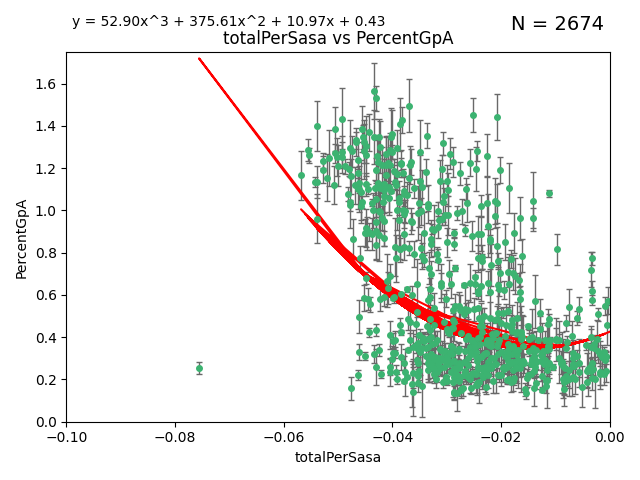 y = 52.90x^3 + 375.61x^2 + 10.97x + 0.43
N = 2674
totalPerSasa vs PercentGpA
PercentGpA
1.6
1.4
1.2
1.0
0.8
0.6
0.4
0.2
0.0
−0.10 −0.08 −0.06 −0.04 −0.02 0.00
totalPerSasa